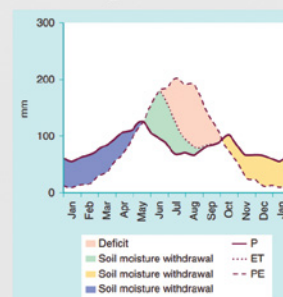 300
200
100
0
mm
Jan
Feb
Mar
Apr
May
Jun
Jul
Aug
Sep
Oct
Nov
Dec
Jan
Deficit
Soil moisture withdrawal
Soil moisture withdrawal
Soil moisture withdrawal
P
ET
PE